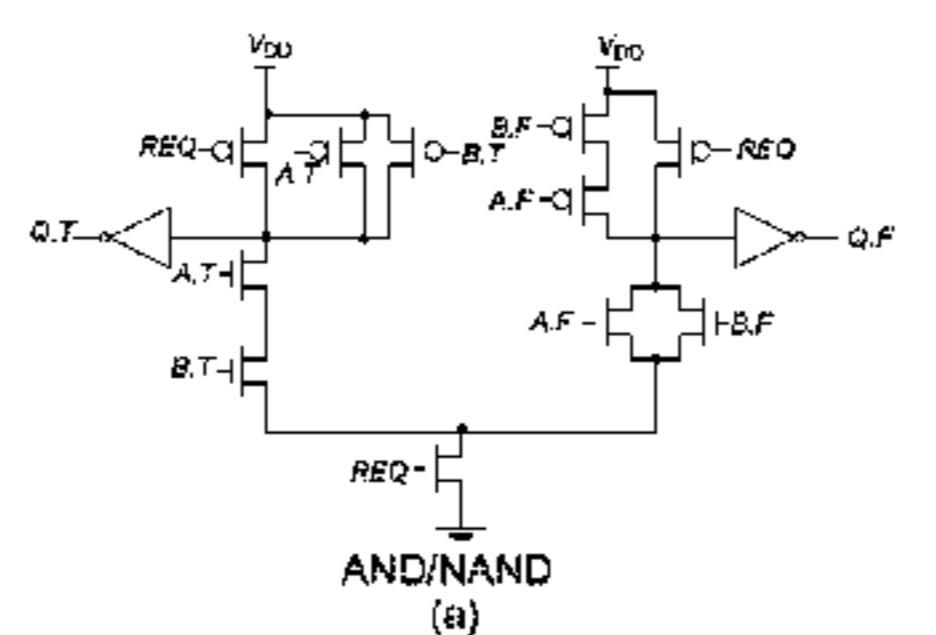 VDD VDD
REQ A.T B.T B.F REQ
A.F
Q.T Q.F
A.T
A.F B.F
B.T
REQ
AND/NAND
(a)